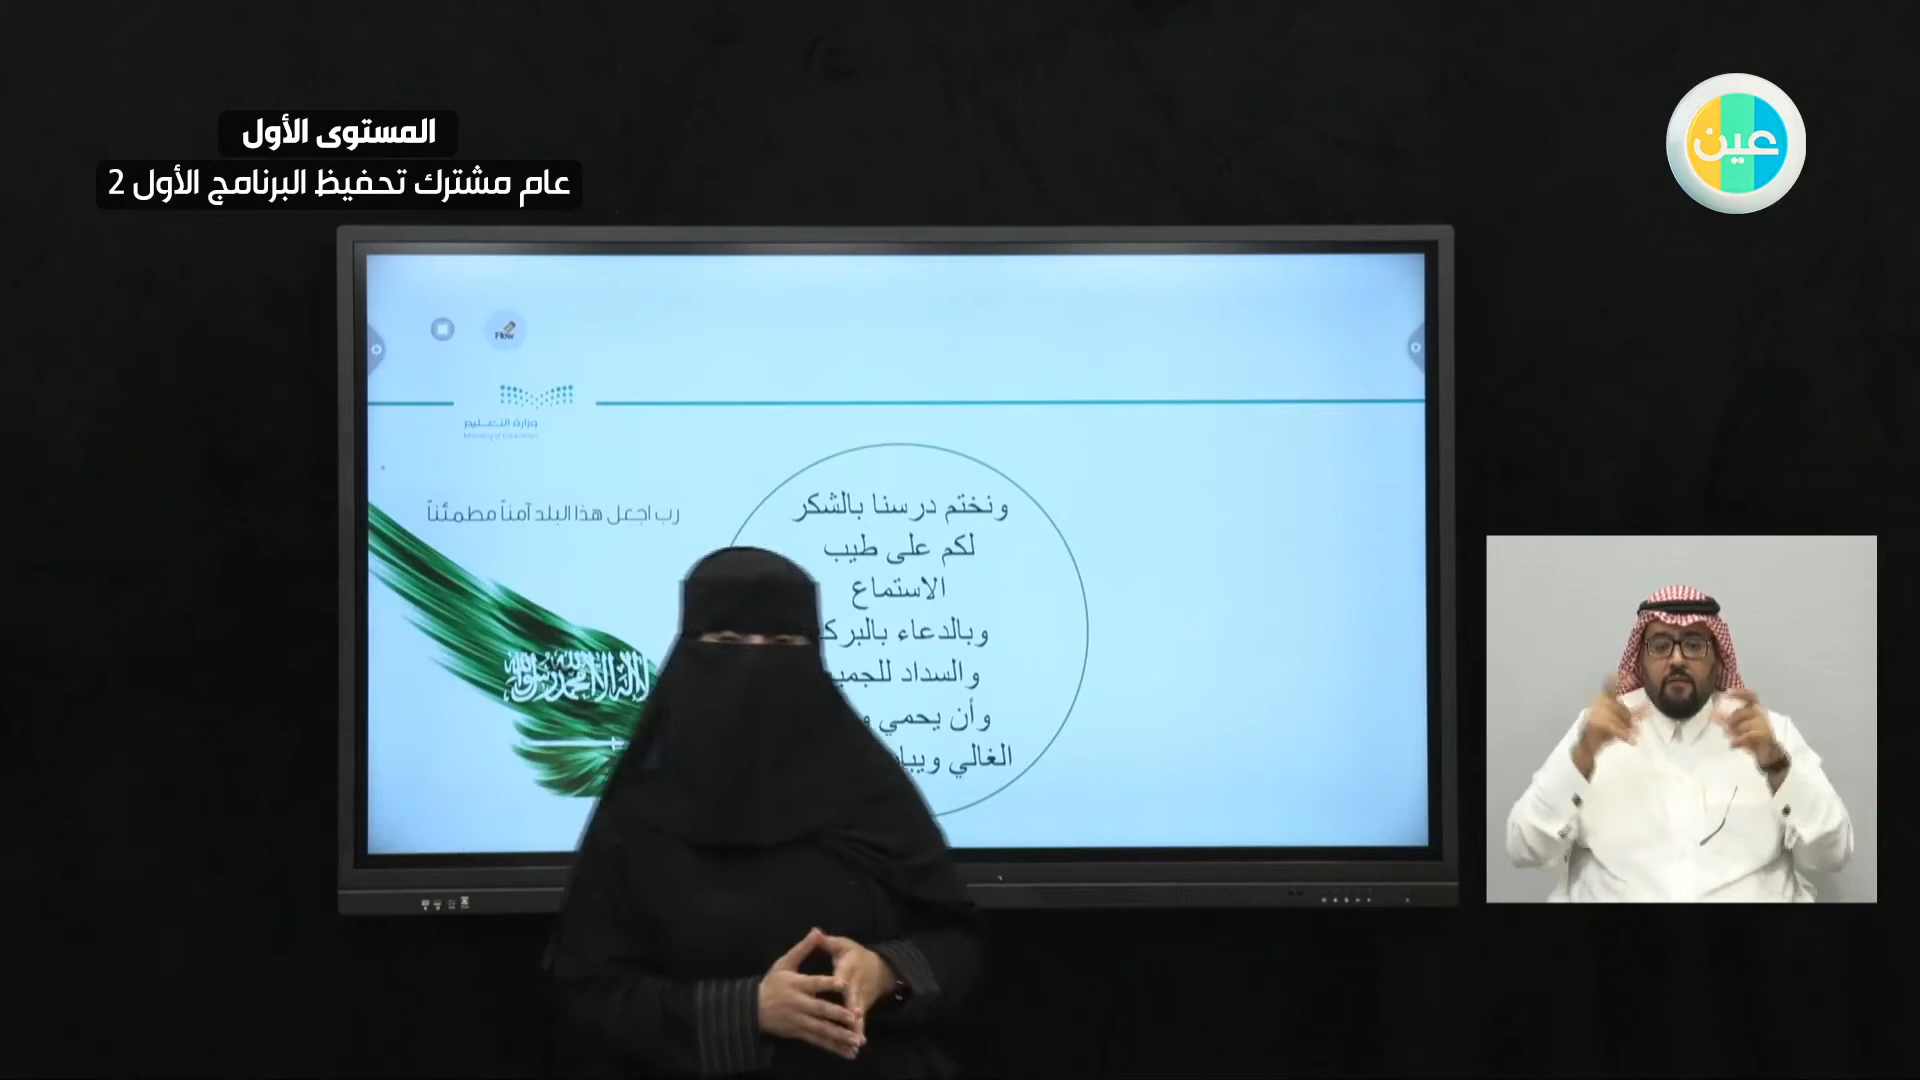 المستوى الأول
عام مشترك تحفيظ البرنامج الأول 2
عين
Flow
وزارة التعليم
Ministry of Education
رب اجعل هذا البلد آمناً مطمئناً
ونختم درسنا بالشكر
لكم على طيب
الاستماع
وبالدعاء
والسداد
وأن يحمي
الغالي
لا إله إلا الله محمد رسول الله